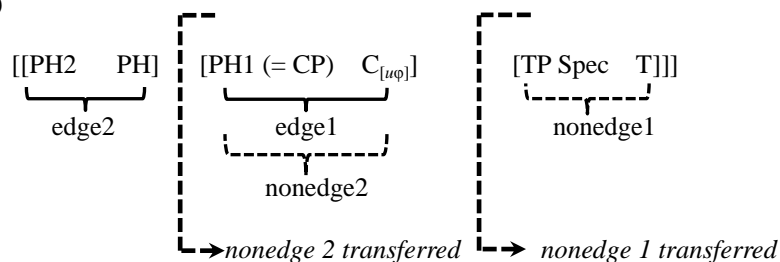 )
[[PH2 PH] [PH1 (= CP) C[uφ]] [TP Spec T]]]
edge2 edge1 nonedge1
nonedge2
nonedge 2 transferred nonedge 1 transferred